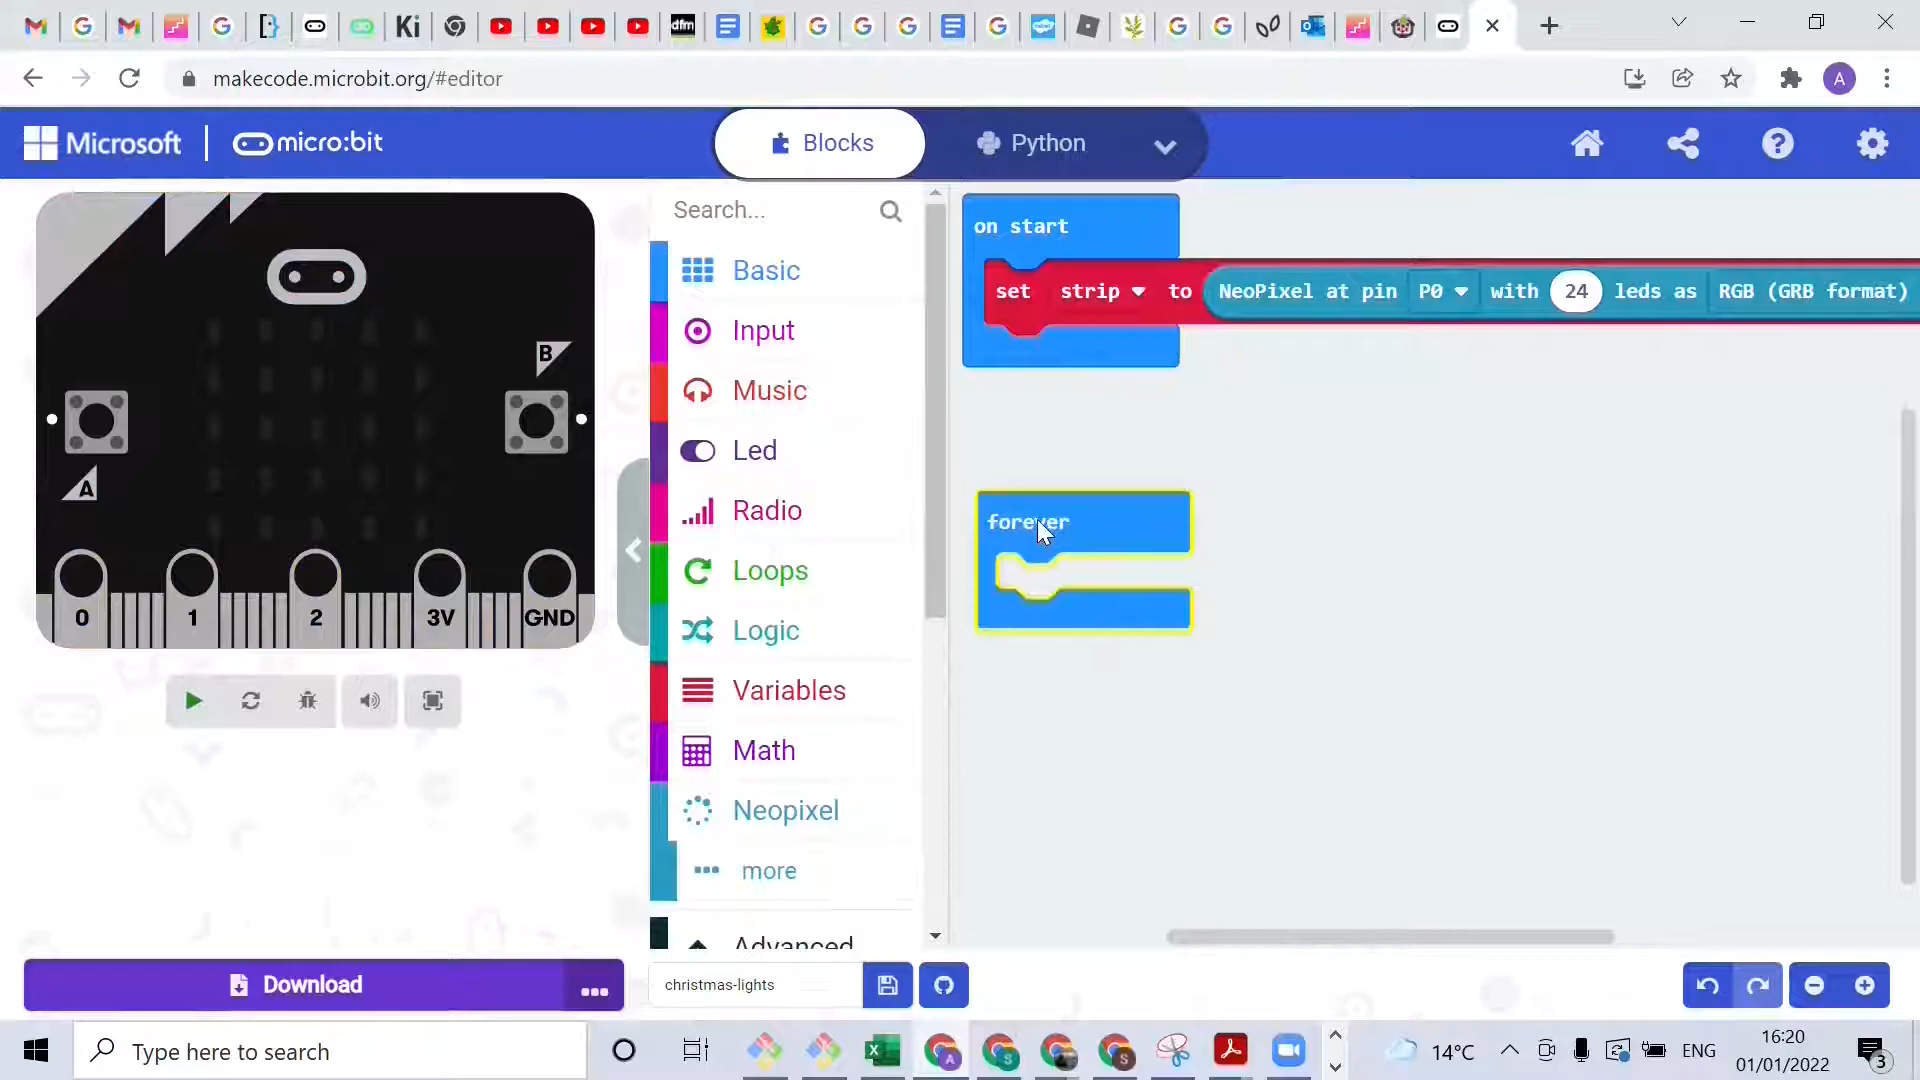 makecode.microbit.org/#editor
Microsoft
micro:bit
Blocks
Python
Search...
Basic
Input
Music
Led
Radio
Loops
Logic
Variables
Math
Neopixel
more
Advanced
on start
set strip to NeoPixel at pin P0 with 24 leds as RGB (GRB format)
forever
A
B
0 1 2 3V GND
Download
christmas-lights
Type here to search
14°C
ENG
16:20
01/01/2022
3
Ki
dfm
A